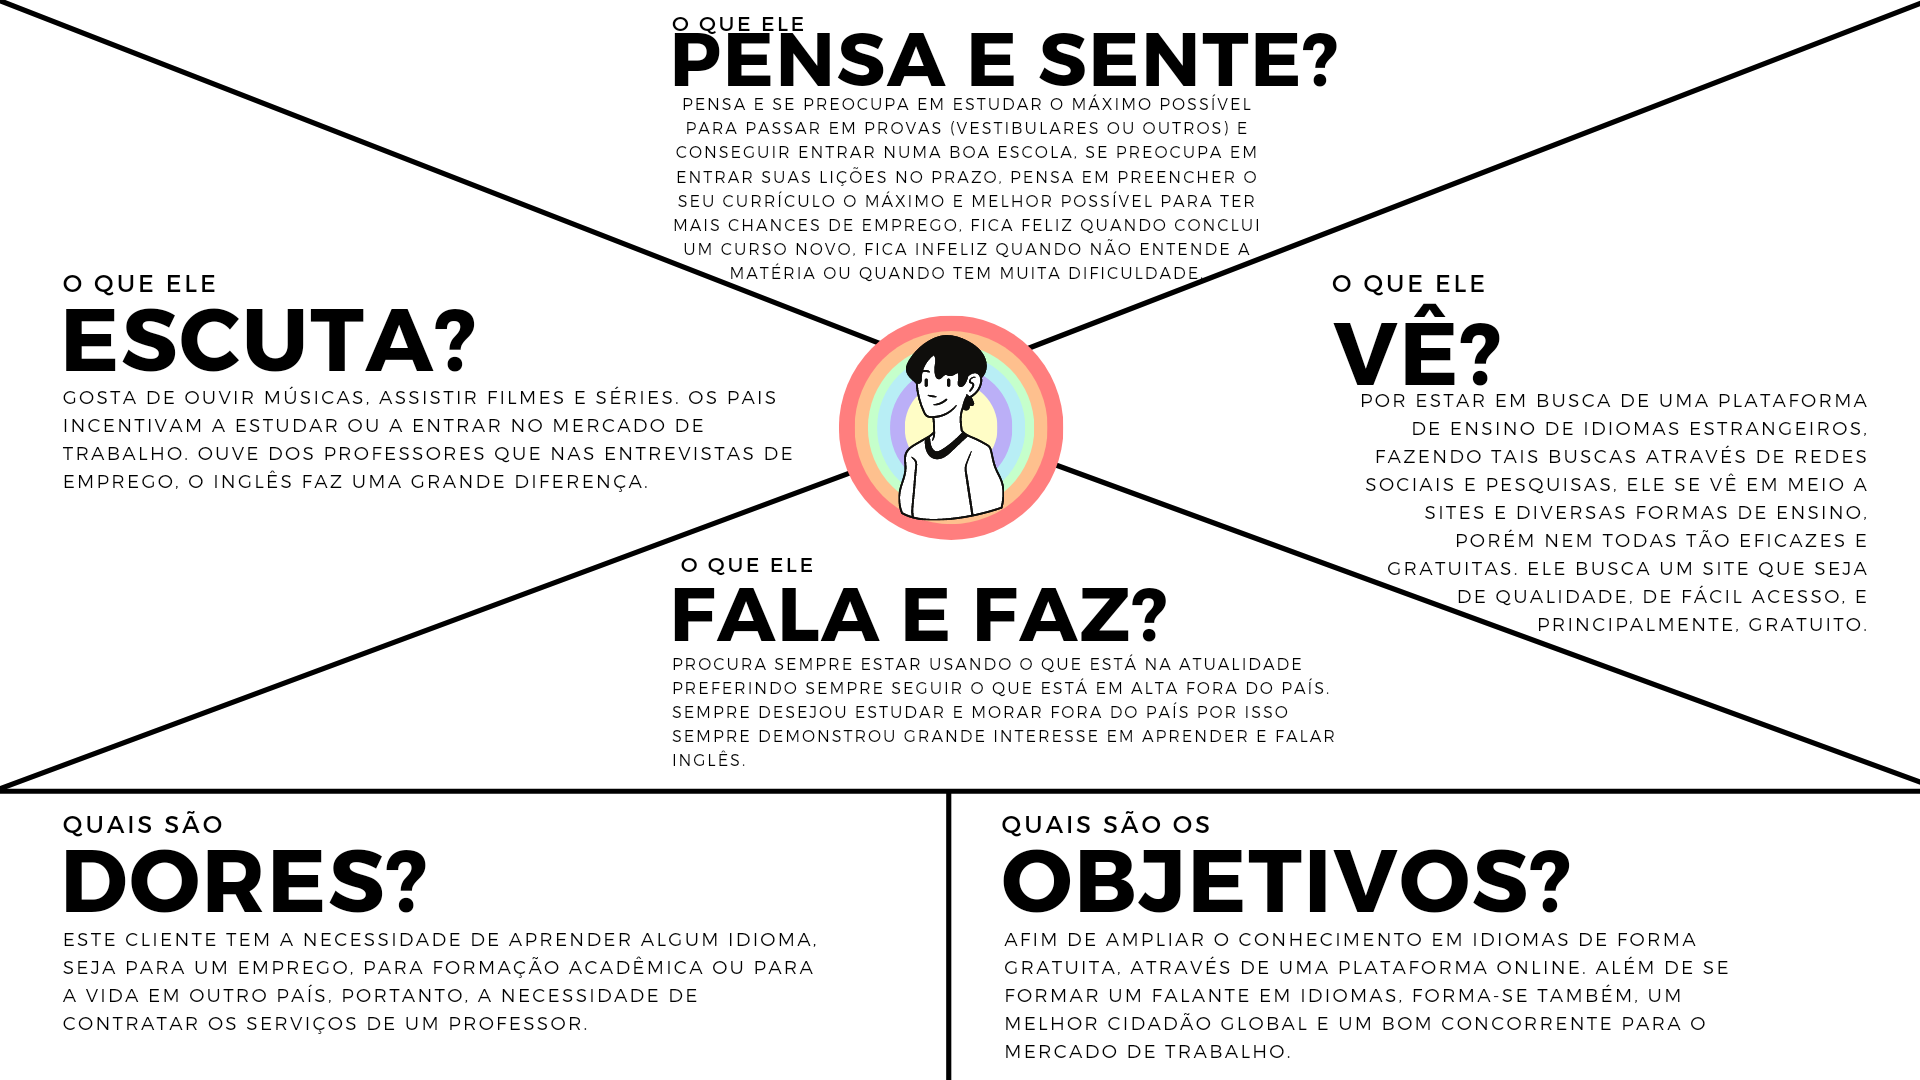 O QUE ELE
PENSA E SENTE?
PENSA E SE PREOCUPA EM ESTUDAR O MÁXIMO POSSÍVEL
PARA PASSAR EM PROVAS (VESTIBULARES OU OUTROS) E
CONSEGUIR ENTRAR NUMA BOA ESCOLA, SE PREOCUPA EM
ENTRAR SUAS LIÇÕES NO PRAZO, PENSA EM PREENCHER O
SEU CURRÍCULO O MÁXIMO E MELHOR POSSÍVEL PARA TER
MAIS CHANCES DE EMPREGO, FICA FELIZ QUANDO CONCLUI
UM CURSO NOVO, FICA INFELIZ QUANDO NÃO ENTENDE A
MATÉRIA OU QUANDO TEM MUITA DIFICULDADE.
O QUE ELE
ESCUTA?
GOSTA DE OUVIR MÚSICAS, ASSISTIR FILMES E SÉRIES. OS PAIS
INCENTIVAM A ESTUDAR OU A ENTRAR NO MERCADO DE
TRABALHO. OUVE DOS PROFESSORES QUE NAS ENTREVISTAS DE
EMPREGO, O INGLÊS FAZ UMA GRANDE DIFERENÇA.
O QUE ELE
VÊ?
POR ESTAR EM BUSCA DE UMA PLATAFORMA
DE ENSINO DE IDIOMAS ESTRANGEIROS,
FAZENDO TAIS BUSCAS ATRAVÉS DE REDES
SOCIAIS E PESQUISAS, ELE SE VÊ EM MEIO A
SITES E DIVERSAS FORMAS DE ENSINO,
PORÉM NEM TODAS TÃO EFICAZES E
GRATUITAS. ELE BUSCA UM SITE QUE SEJA
DE QUALIDADE, DE FÁCIL ACESSO, E
PRINCIPALMENTE, GRATUITO.
O QUE ELE
FALA E FAZ?
PROCURA SEMPRE ESTAR USANDO O QUE ESTÁ NA ATUALIDADE
PREFERINDO SEMPRE SEGUIR O QUE ESTÁ EM ALTA FORA DO PAÍS.
SEMPRE DESEJOU ESTUDAR E MORAR FORA DO PAÍS POR ISSO
SEMPRE DEMONSTROU GRANDE INTERESSE EM APRENDER E FALAR
INGLÊS.
QUAIS SÃO
DORES?
ESTE CLIENTE TEM A NECESSIDADE DE APRENDER ALGUM IDIOMA,
SEJA PARA UM EMPREGO, PARA FORMAÇÃO ACADÊMICA OU PARA
A VIDA EM OUTRO PAÍS, PORTANTO, A NECESSIDADE DE
CONTRATAR OS SERVIÇOS DE UM PROFESSOR.
QUAIS SÃO OS
OBJETIVOS?
AFIM DE AMPLIAR O CONHECIMENTO EM IDIOMAS DE FORMA
GRATUITA, ATRAVÉS DE UMA PLATAFORMA ONLINE. ALÉM DE SE
FORMAR UM FALANTE EM IDIOMAS, FORMA-SE TAMBÉM, UM
MELHOR CIDADÃO GLOBAL E UM BOM CONCORRENTE PARA O
MERCADO DE TRABALHO.